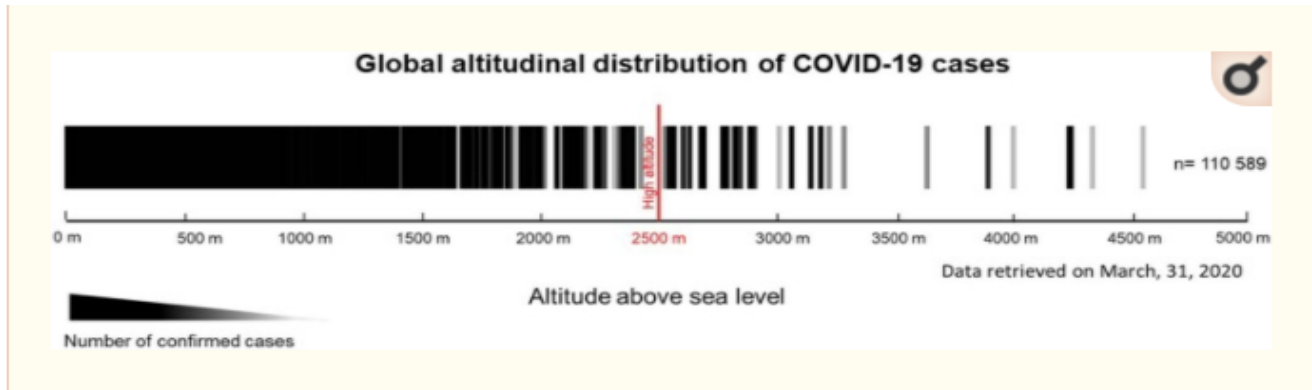 Global altitudinal distribution of COVID-19 cases
High altitude
n= 110 589
0 m 500 m 1000 m 1500 m 2000 m 2500 m 3000 m 3500 m 4000 m 4500 m 5000 m
Data retrieved on March, 31, 2020
Altitude above sea level
Number of confirmed cases